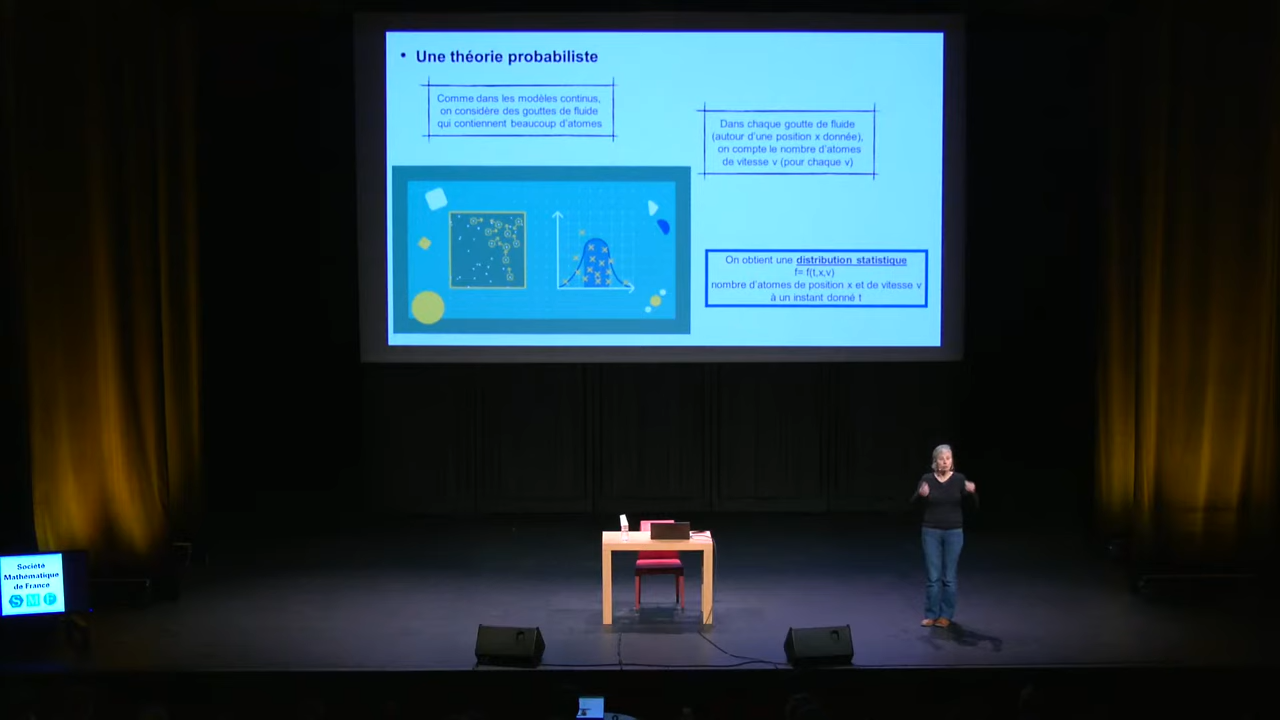 • Une théorie probabiliste
Comme dans les modèles continus,
on considère des gouttes de fluide
qui contiennent beaucoup d'atomes
Dans chaque goutte de fluide
(autour d'une position x donnée),
on compte le nombre d'atomes
de vitesse v (pour chaque v)
On obtient une distribution statistique
f= f(t,x,v)
nombre d'atomes de position x et de vitesse v
à un instant donné t
Société
Mathématique
de France
S M F